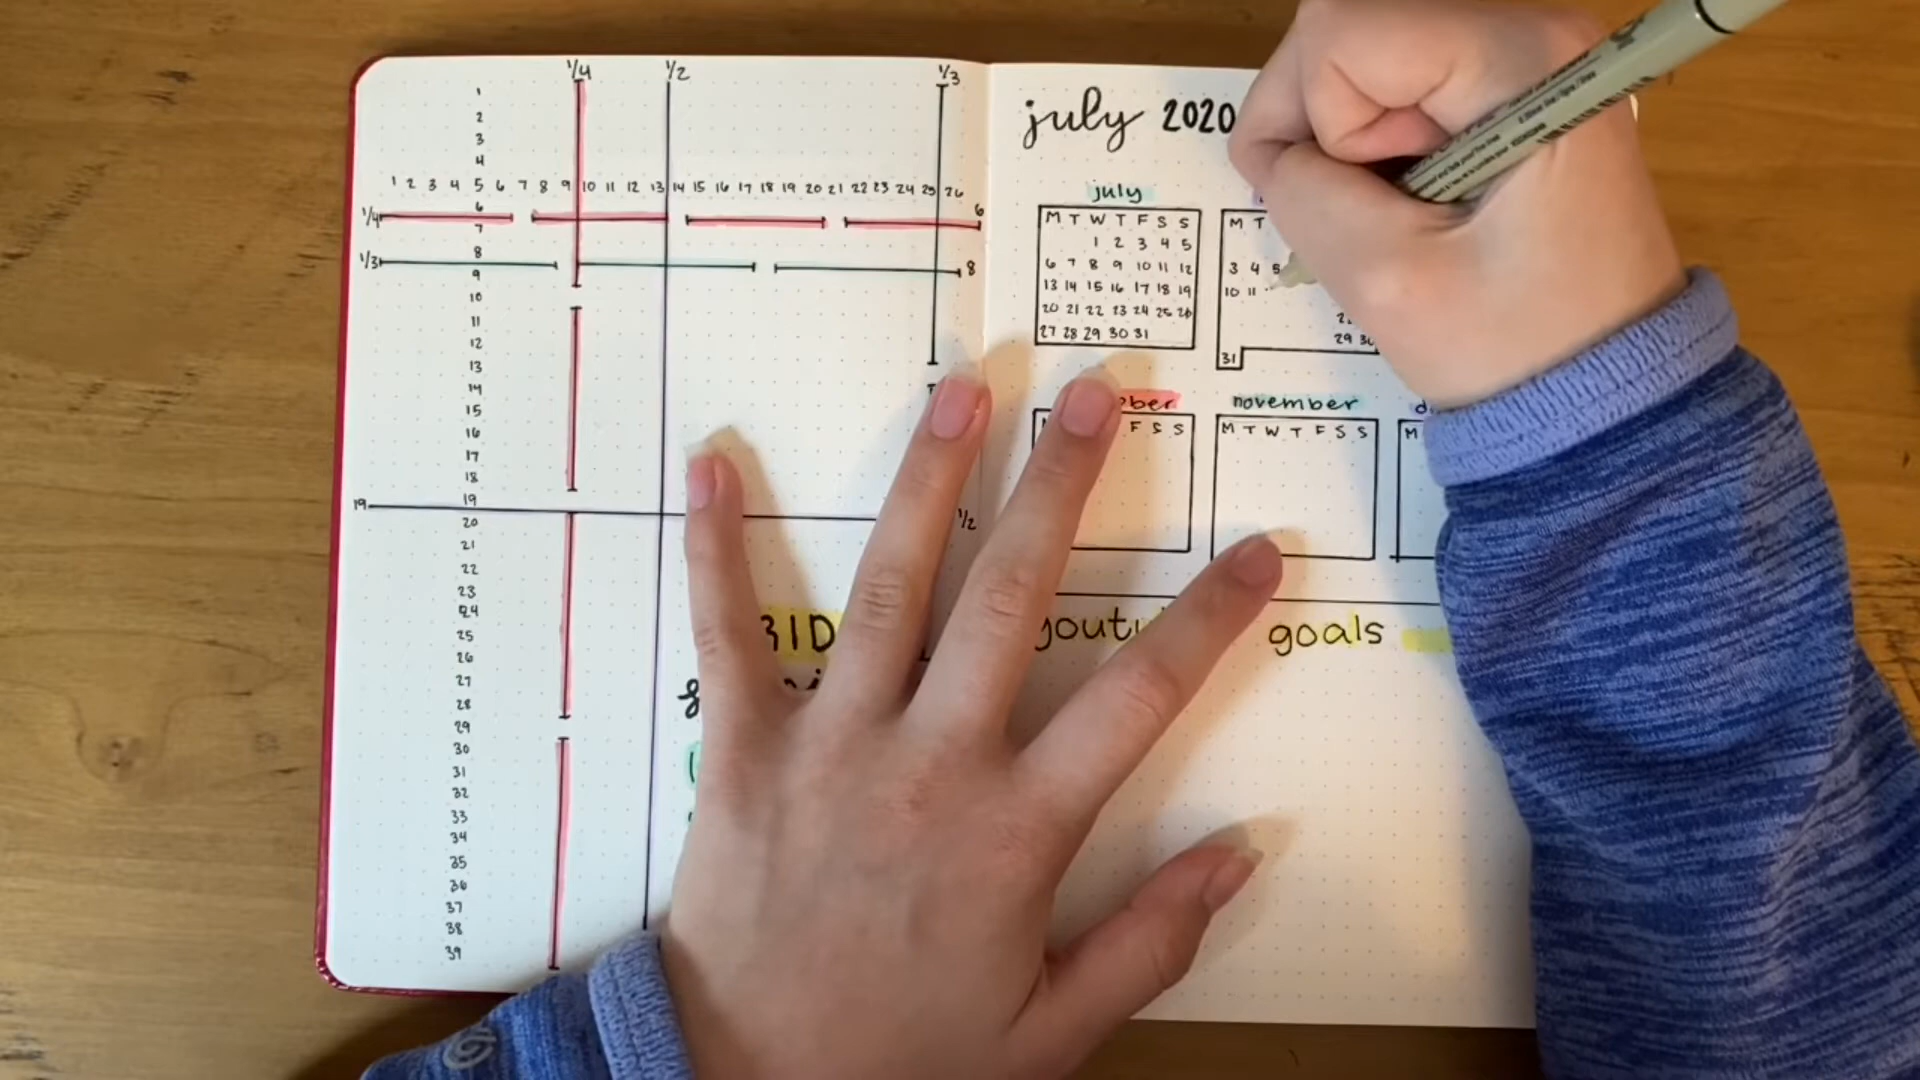 1/4 1/2 1/3
1
2
3
4
1 2 3 4 5 6 7 8 9 10 11 12 13 14 15 16 17 18 19 20 21 22 23 24 25 26
6
1/4 6
7
8
1/3 8
9
10
11
12
13
14
15
16
17
18
19 19
20 1/2
21
22
23
24
25
26
27
28
29
30
31
32
33
34
35
36
37
38
39
july 2020
july
M T W T F S S
1 2 3 4 5
6 7 8 9 10 11 12
13 14 15 16 17 18 19
20 21 22 23 24 25 26
27 28 29 30 31
M T
3 4 5
10 11
29
31
november
F S S
M T W T F S S
M
goals